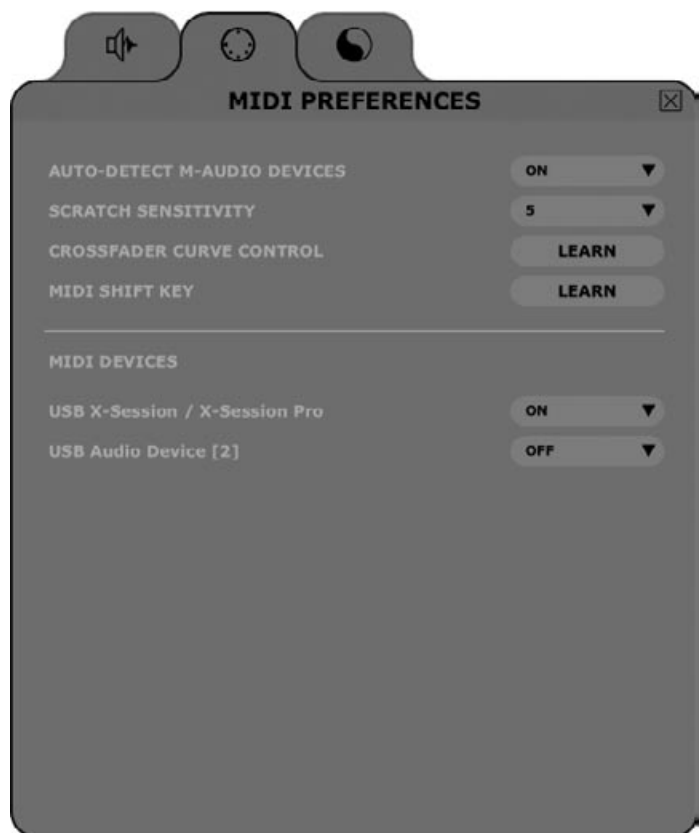 MIDI PREFERENCES
AUTO-DETECT M-AUDIO DEVICES ON
SCRATCH SENSITIVITY 5
CROSSFADER CURVE CONTROL LEARN
MIDI SHIFT KEY LEARN
MIDI DEVICES
USB X-Session / X-Session Pro ON
USB Audio Device [2] OFF